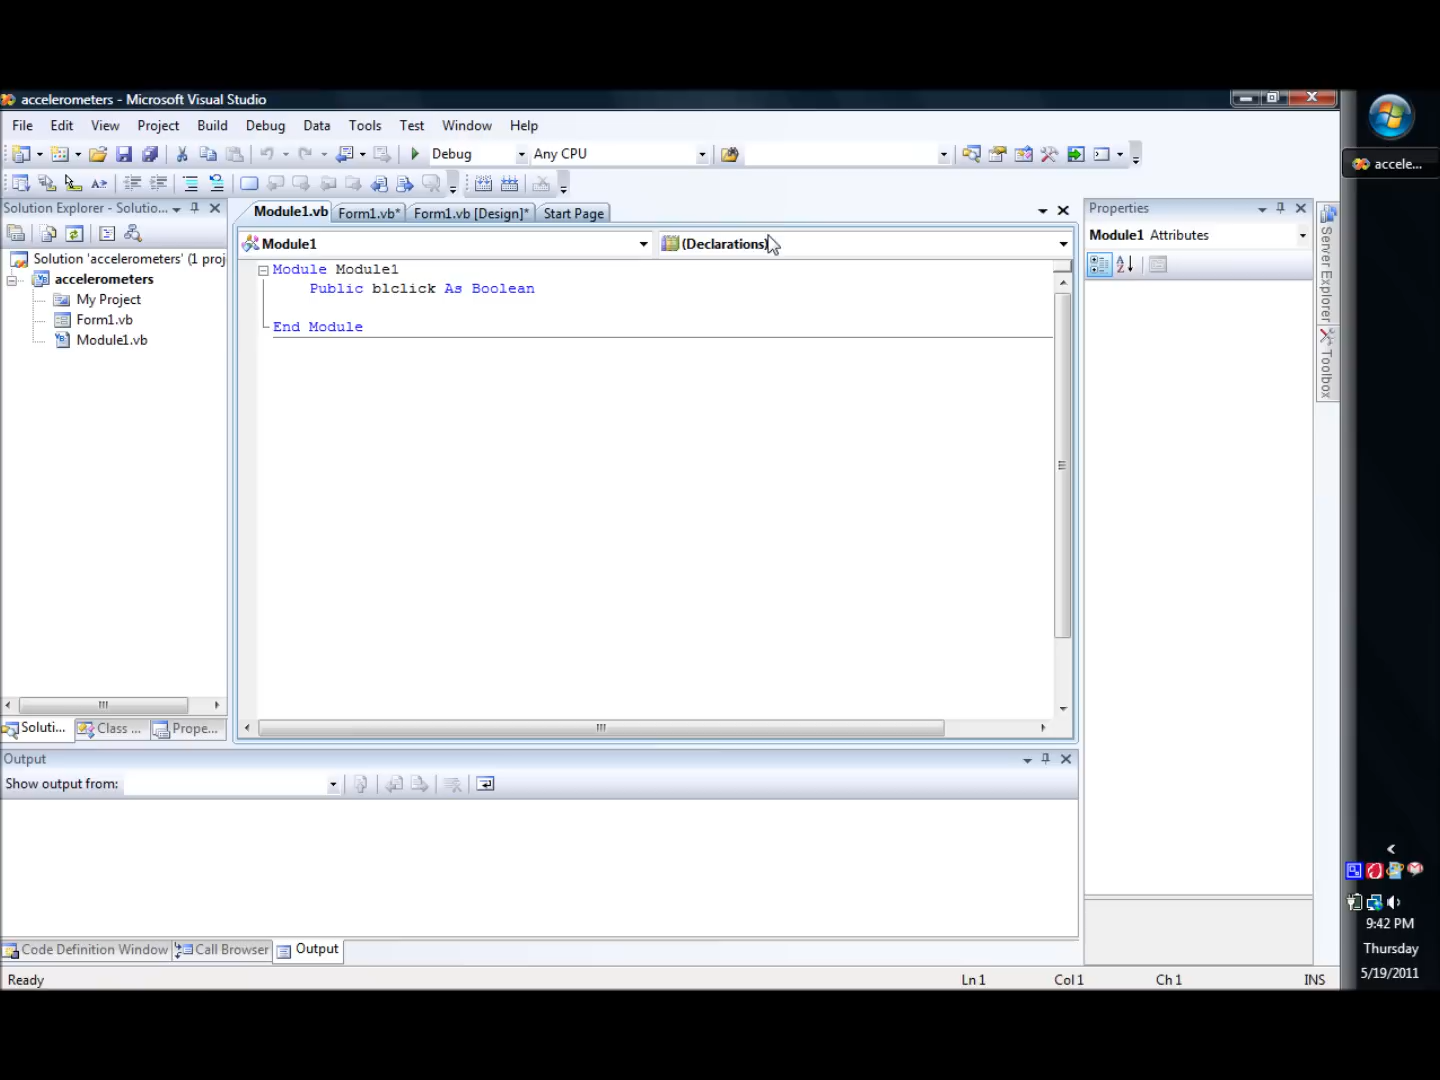 accelerometers - Microsoft Visual Studio
File Edit View Project Build Debug Data Tools Test Window Help
accele...
Debug Any CPU
Solution Explorer - Solutio...
Module1.vb Form1.vb* Form1.vb [Design]* Start Page
Properties
Module1 (Declarations)
Module1 Attributes
Solution 'accelerometers' (1 proj
accelerometers
My Project
Form1.vb
Module1.vb
Module Module1
Public blclick As Boolean
End Module
Server Explorer
Toolbox
Soluti... Class ... Prope...
Output
Show output from:
Code Definition Window Call Browser Output
9:42 PM
Thursday
5/19/2011
Ready Ln 1 Col 1 Ch 1 INS